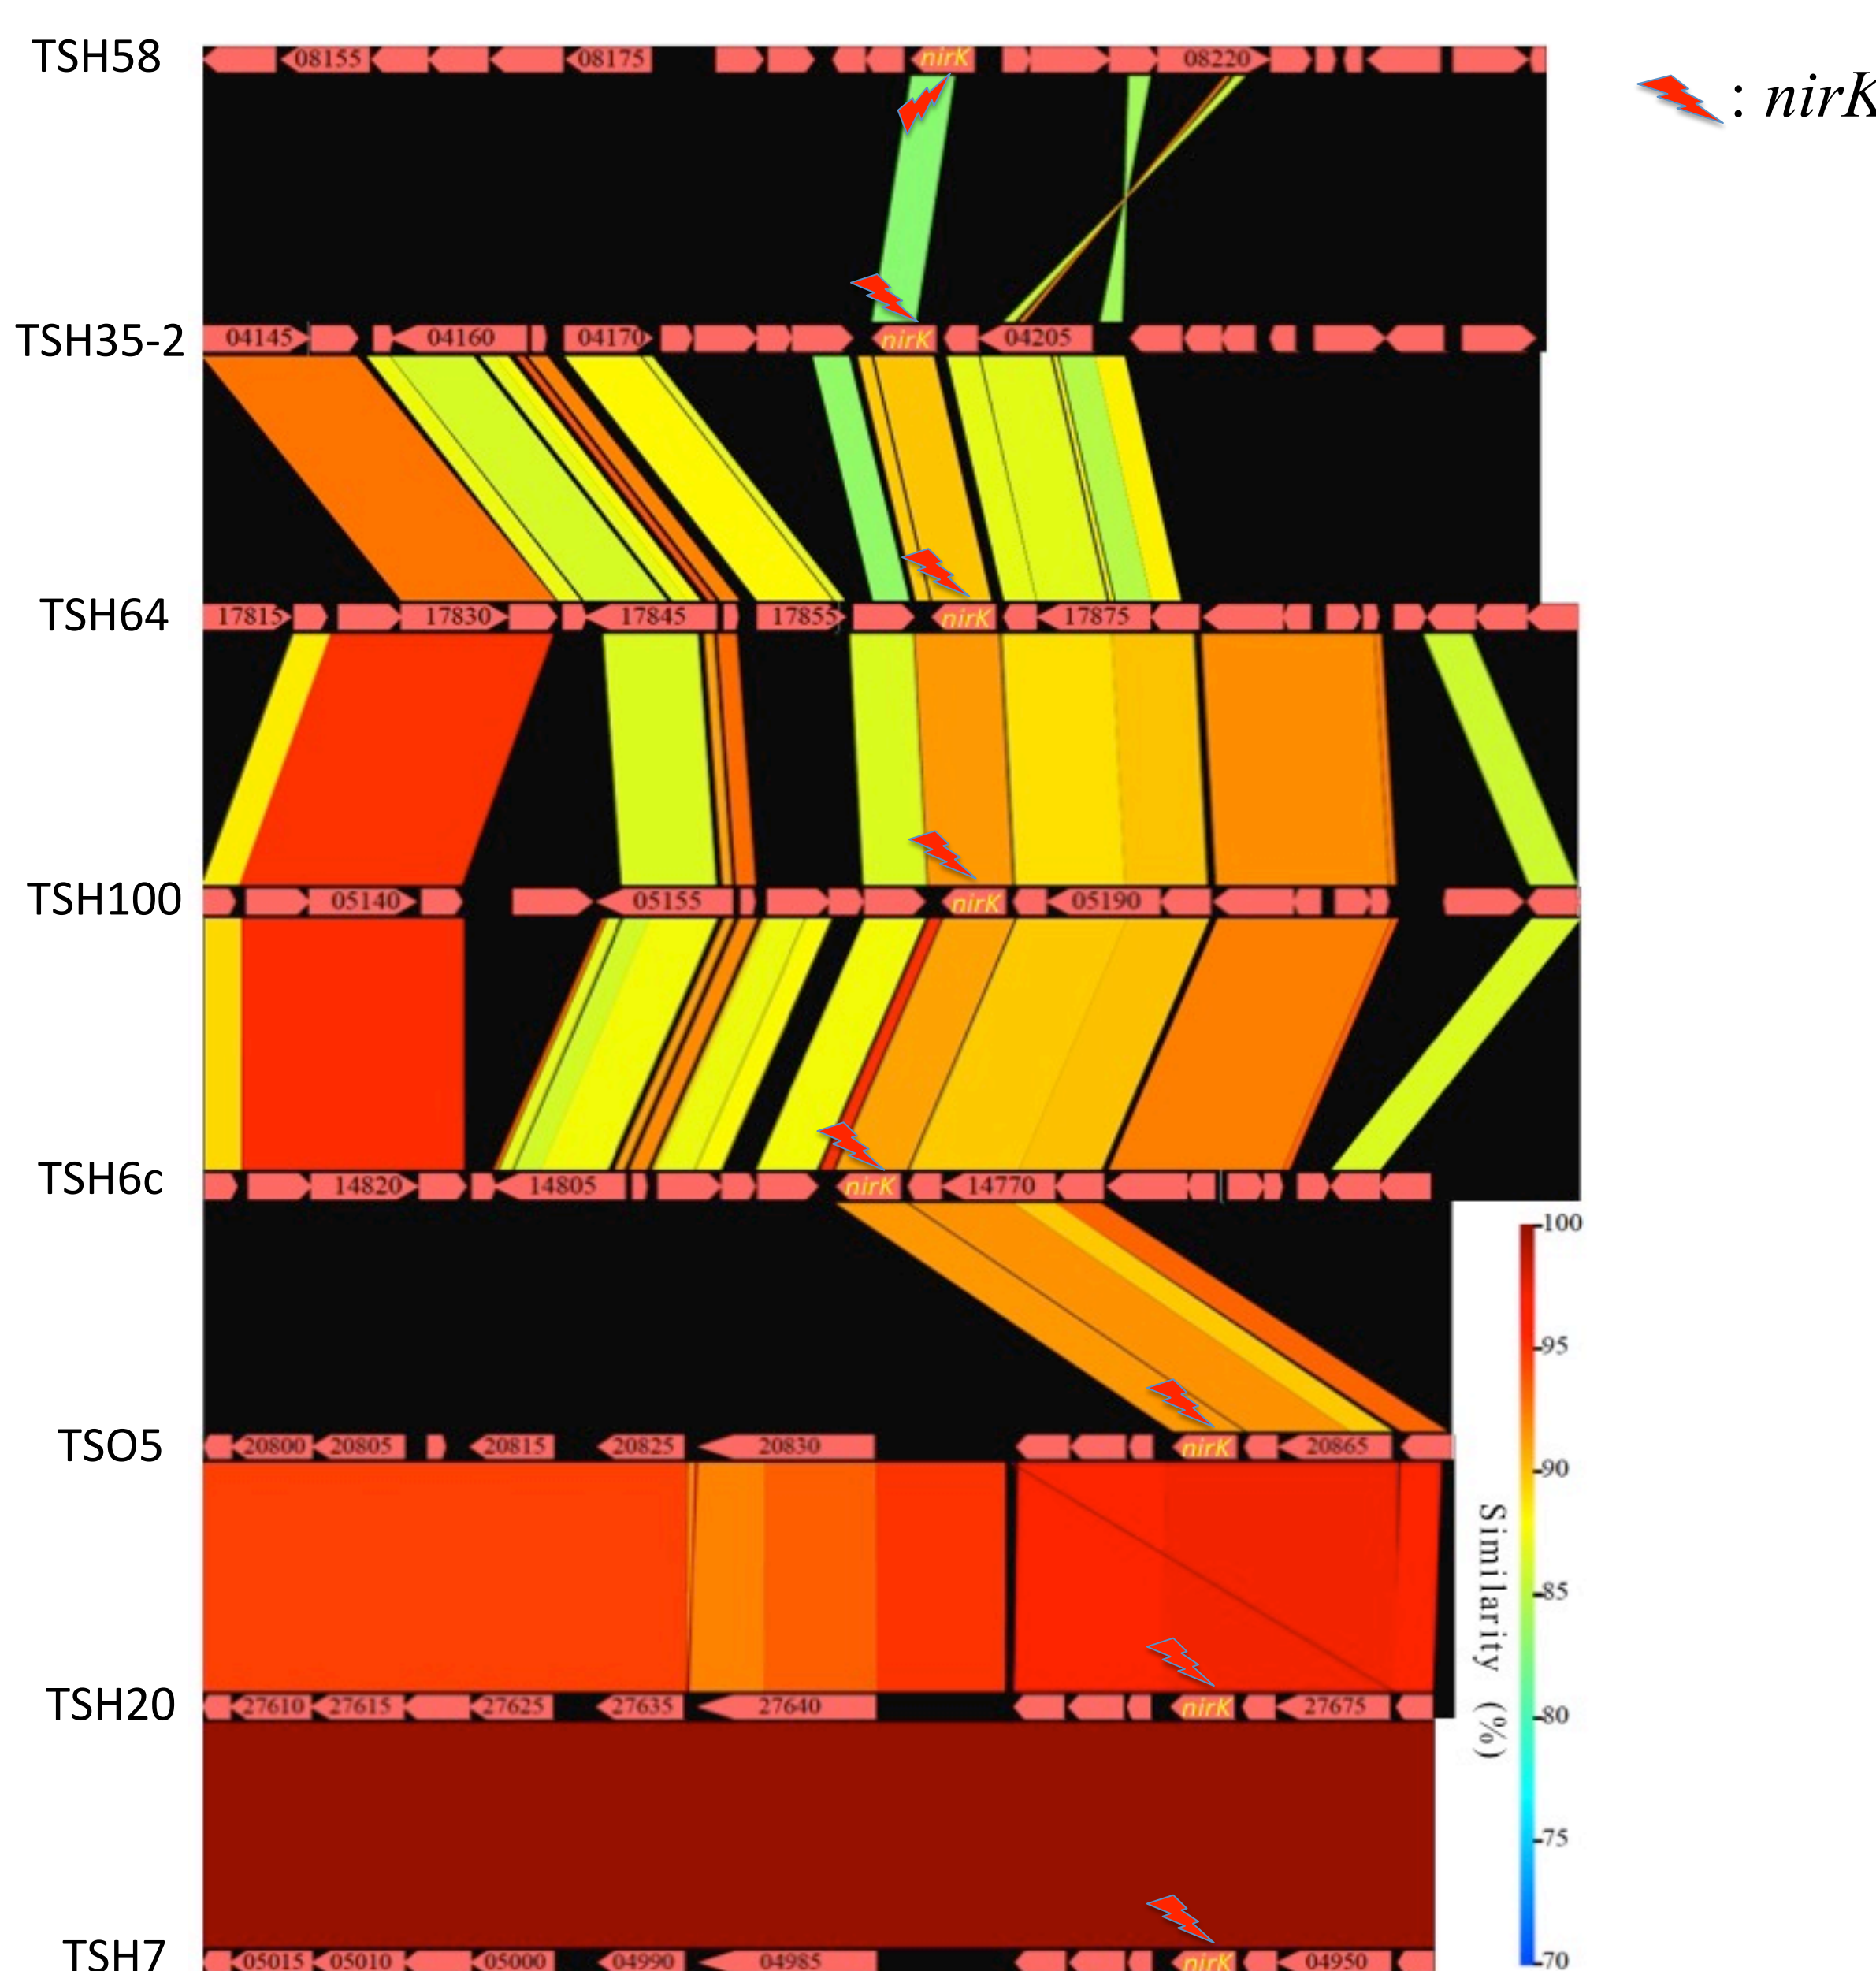 TSH58 08155 08175 nirK 08220
: nirK
TSH35-2 04145 04160 04170 nirK 04205
TSH64 17815 17830 17845 17855 nirK 17875
TSH100 05140 05155 nirK 05190
TSH6c 14820 14805 nirK 14770
100
95
90
85
80
75
70
Similarity (%)
TSO5 20800 20805 20815 20825 20830 nirK 20865
TSH20 27610 27615 27625 27635 27640 nirK 27675
TSH7 05015 05010 05000 04990 04985 nirK 04950